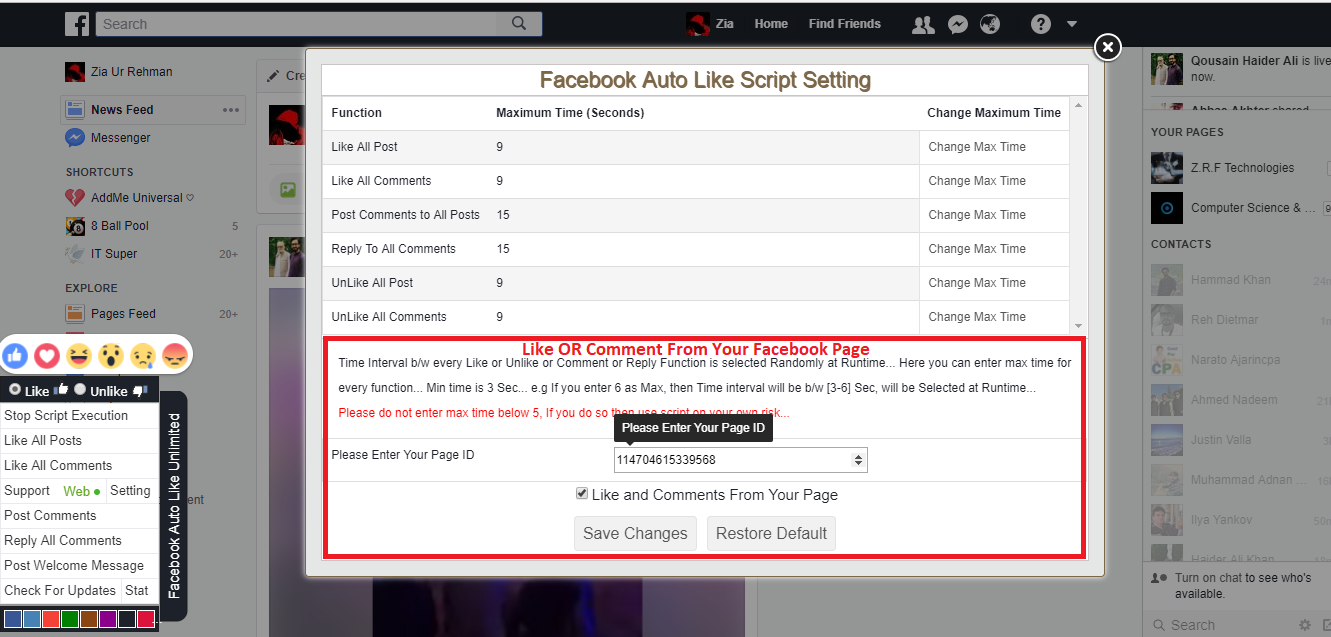 Search
Zia
Home
Find Friends
Zia Ur Rehman
News Feed
Messenger
SHORTCUTS
AddMe Universal ♡
8 Ball Pool 5
IT Super 20+
EXPLORE
Pages Feed 20+
Like Unlike
Stop Script Execution
Like All Posts
Like All Comments
Support Web Setting
Post Comments
Reply All Comments
Post Welcome Message
Check For Updates Stat
Facebook Auto Like Unlimited
Facebook Auto Like Script Setting
Function Maximum Time (Seconds) Change Maximum Time
Like All Post 9 Change Max Time
Like All Comments 9 Change Max Time
Post Comments to All Posts 15 Change Max Time
Reply To All Comments 15 Change Max Time
UnLike All Post 9 Change Max Time
UnLike All Comments 9 Change Max Time
Like OR Comment From Your Facebook Page
Time Interval b/w every Like or Unlike or Comment or Reply Function is selected Randomly at Runtime... Here you can enter max time for
every function... Min time is 3 Sec... e.g If you enter 6 as Max, then Time interval will be b/w [3-6] Sec, will be Selected at Runtime...
Please do not enter max time below 5, If you do so then use script on your own risk...
Please Enter Your Page ID
Please Enter Your Page ID 114704615339568
Like and Comments From Your Page
Save Changes Restore Default
Qousain Haider Ali is live
now.
YOUR PAGES
Z.R.F Technologies
Computer Science & ...
CONTACTS
Hammad Khan
Reh Dietmar
Narato Ajarincpa
Ahmed Nadeem
Justin Valla
Muhammad Adnan ...
Ilya Yankov
Haider Ali Khan
Turn on chat to see who's
available.
Search